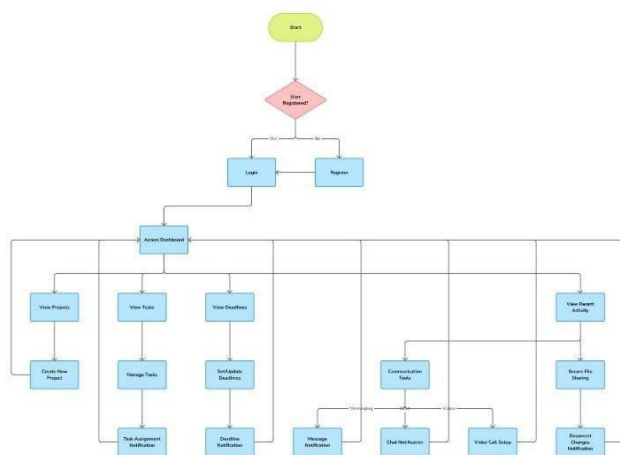 Start
User
Registered?
Yes
No
Login
Register
Access Dashboard
View Projects
View Tasks
View Deadlines
View Recent
Activity
Create New
Project
Manage Tasks
Set/Update
Deadlines
Communication
Tools
Secure File
Sharing
Messaging
Video
Task Assignment
Notification
Deadline
Notification
Message
Notification
Chat Notification
Video Call Setup
Document
Changes
Notification